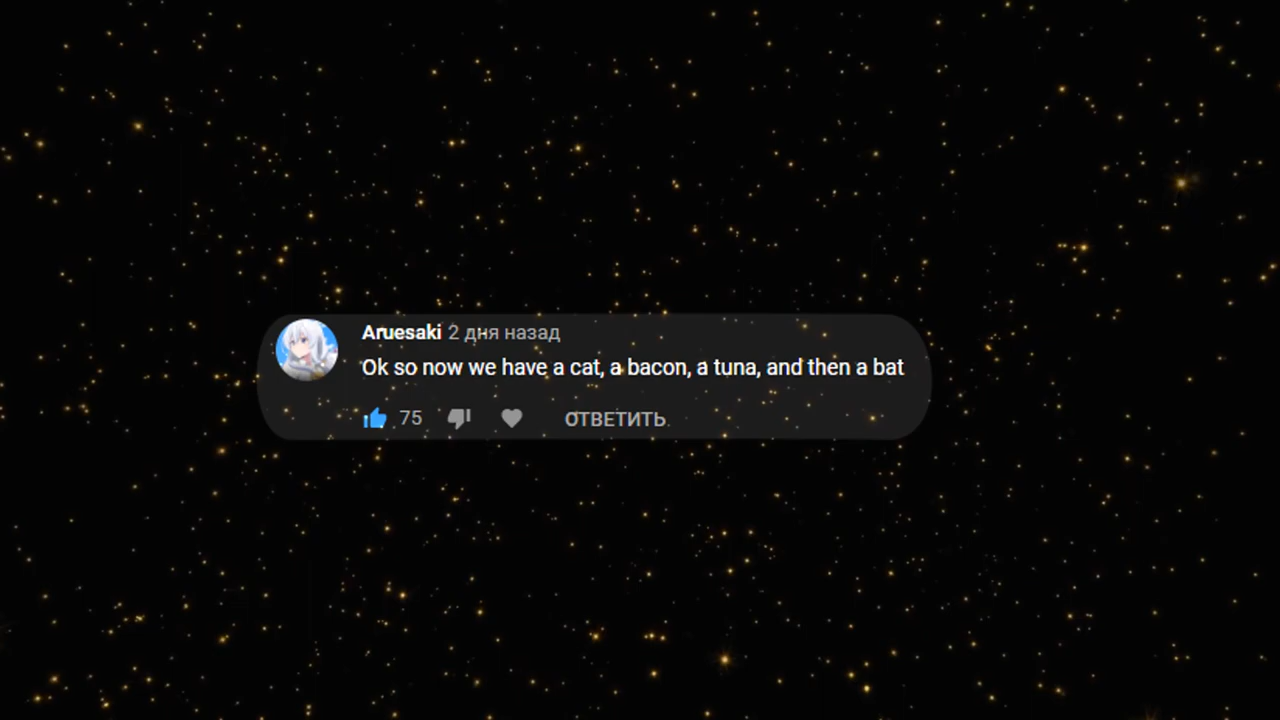 Aruesaki 2 дня назад
Ok so now we have a cat, a bacon, a tuna, and then a bat
75 ОТВЕТИТЬ